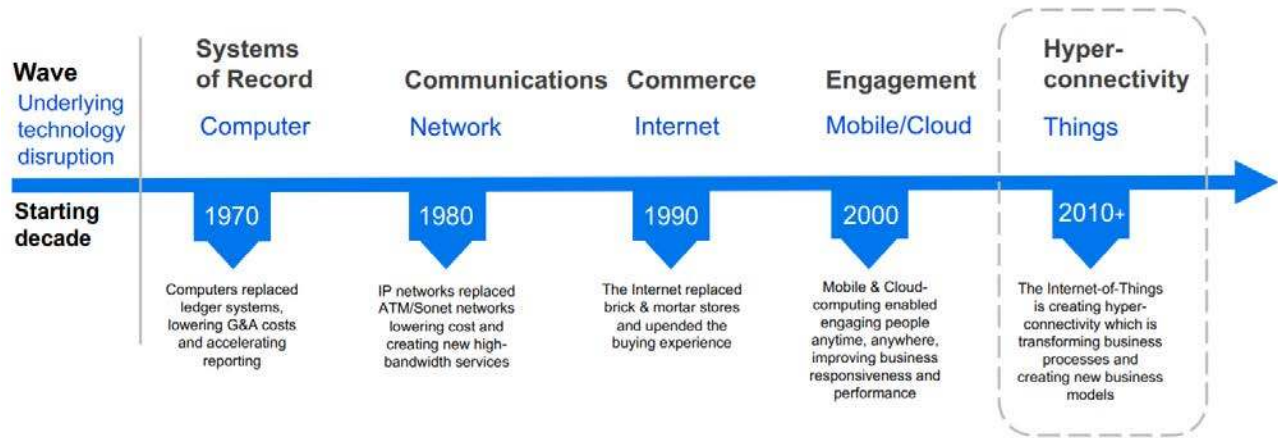 Wave
Underlying
technology
disruption
Starting
decade
Systems
of Record
Computer
1970
Computers replaced
ledger systems,
lowering G&A costs
and accelerating
reporting
Communications
Network
1980
IP networks replaced
ATM/Sonet networks
lowering cost and
creating new high-
bandwidth services
Commerce
Internet
1990
The Internet replaced
brick & mortar stores
and upended the
buying experience
Engagement
Mobile/Cloud
2000
Mobile & Cloud-
computing enabled
engaging people
anytime, anywhere,
improving business
responsiveness and
performance
Hyper-
connectivity
Things
2010+
The Internet-of-Things
is creating hyper-
connectivity which is
transforming business
processes and
creating new business
models